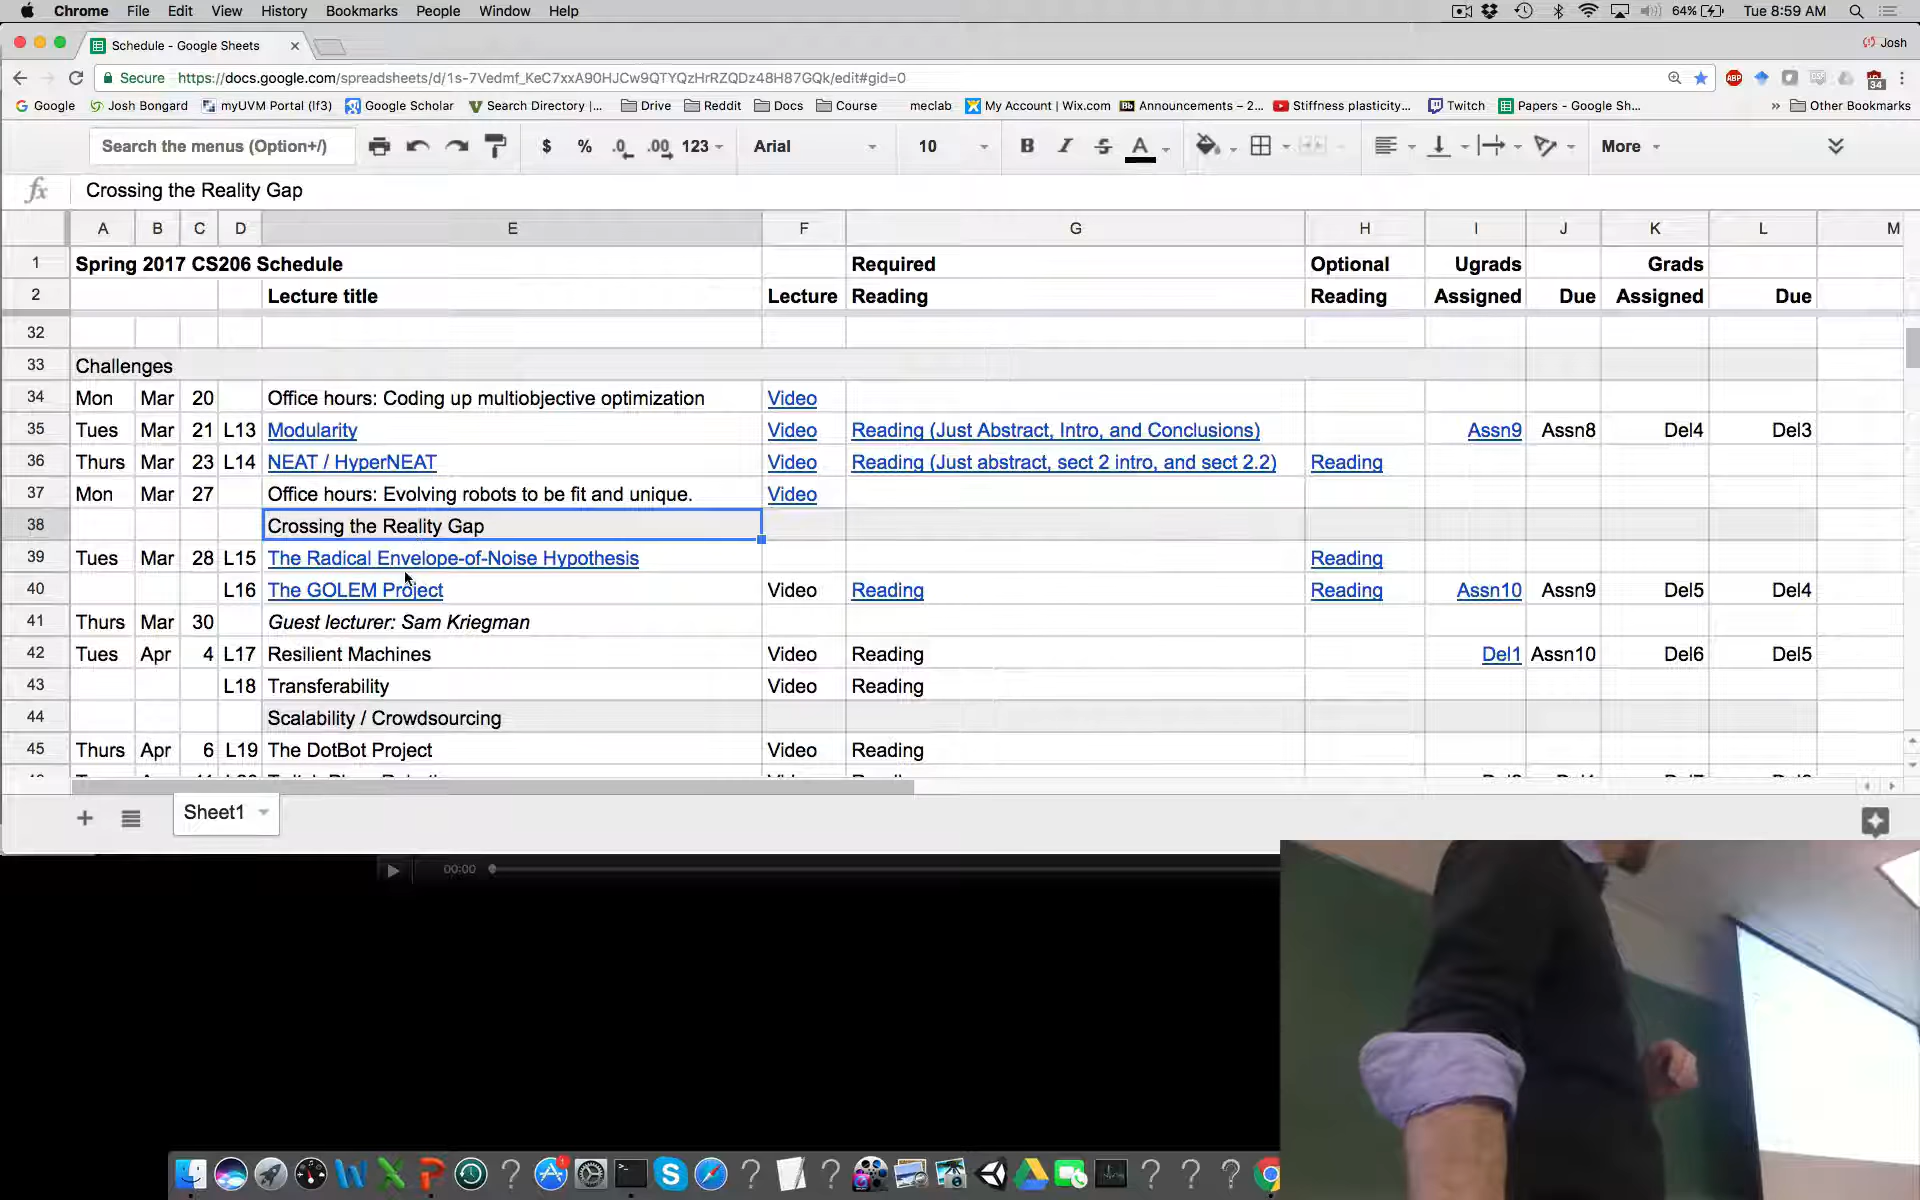 Chrome File Edit View History Bookmarks People Window Help 64% Tue 8:59 AM
Schedule - Google Sheets Josh
Secure https://docs.google.com/spreadsheets/d/1s-7Vedmf_KeC7xxA90HJCw9QTYQzHrRZQDz48H87GQk/edit#gid=0 ABP 34
Google Josh Bongard myUVM Portal (lf3) Google Scholar Search Directory |... Drive Reddit Docs Course meclab My Account | Wix.com Announcements – 2... Stiffness plasticity... Twitch Papers - Google Sh... » Other Bookmarks
Search the menus (Option+/) $ % .0 .00 123 Arial 10 B I S A More
fx Crossing the Reality Gap
A B C D E F G H I J K L M
1 Spring 2017 CS206 Schedule Required Optional Ugrads Grads
2 Lecture title Lecture Reading Reading Assigned Due Assigned Due
32
33 Challenges
34 Mon Mar 20 Office hours: Coding up multiobjective optimization Video
35 Tues Mar 21 L13 Modularity Video Reading (Just Abstract, Intro, and Conclusions) Assn9 Assn8 Del4 Del3
36 Thurs Mar 23 L14 NEAT / HyperNEAT Video Reading (Just abstract, sect 2 intro, and sect 2.2) Reading
37 Mon Mar 27 Office hours: Evolving robots to be fit and unique. Video
38 Crossing the Reality Gap
39 Tues Mar 28 L15 The Radical Envelope-of-Noise Hypothesis Reading
40 L16 The GOLEM Project Video Reading Reading Assn10 Assn9 Del5 Del4
41 Thurs Mar 30 Guest lecturer: Sam Kriegman
42 Tues Apr 4 L17 Resilient Machines Video Reading Del1 Assn10 Del6 Del5
43 L18 Transferability Video Reading
44 Scalability / Crowdsourcing
45 Thurs Apr 6 L19 The DotBot Project Video Reading
Sheet1
00:00